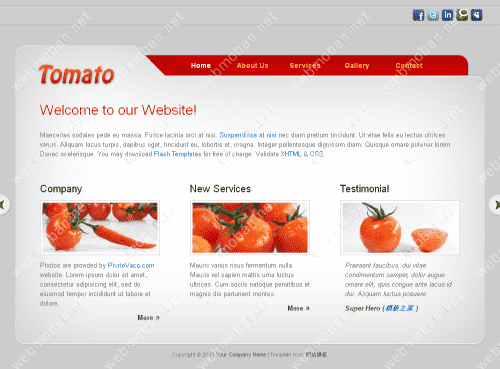 Tomato
Home About Us Services Gallery Contact
Welcome to our Website!
Maecenas sodales pede eu massa. Fusce lacinia orci at nisi. Suspendisse at nisi nec diam pretium tincidunt. Ut vitae felis eu lectus ultrices
varius. Aliquam lacus turpis, dapibus eget, tincidunt eu, lobortis et, magna. Integer pellentesque dignissim diam. Quisque ornare pulvinar lorem.
Donec scelerisque. You may download Flash Templates for free of charge. Validate XHTML & CSS.
Company
Photos are provided by PhotoVaco.com
website. Lorem ipsum dolor sit amet,
consectetur adipisicing elit, sed do
eiusmod tempor incididunt ut labore et
dolore.
More »
New Services
Mauris varius risus fermentum nulla.
Mauris vel sapien mattis urna luctus
ultrices. Cum sociis natoque penatibus et
magnis dis parturient montes.
More »
Testimonial
Praesent faucibus, dui vitae
condimentum semper, dolor augue
ornare elit, quis congue ante lacus id
dui. Aliquam luctus posuere.
Super Hero (模板之家)
Copyright © 2049 Your Company Name | Template from 网站模板
webmoban.net